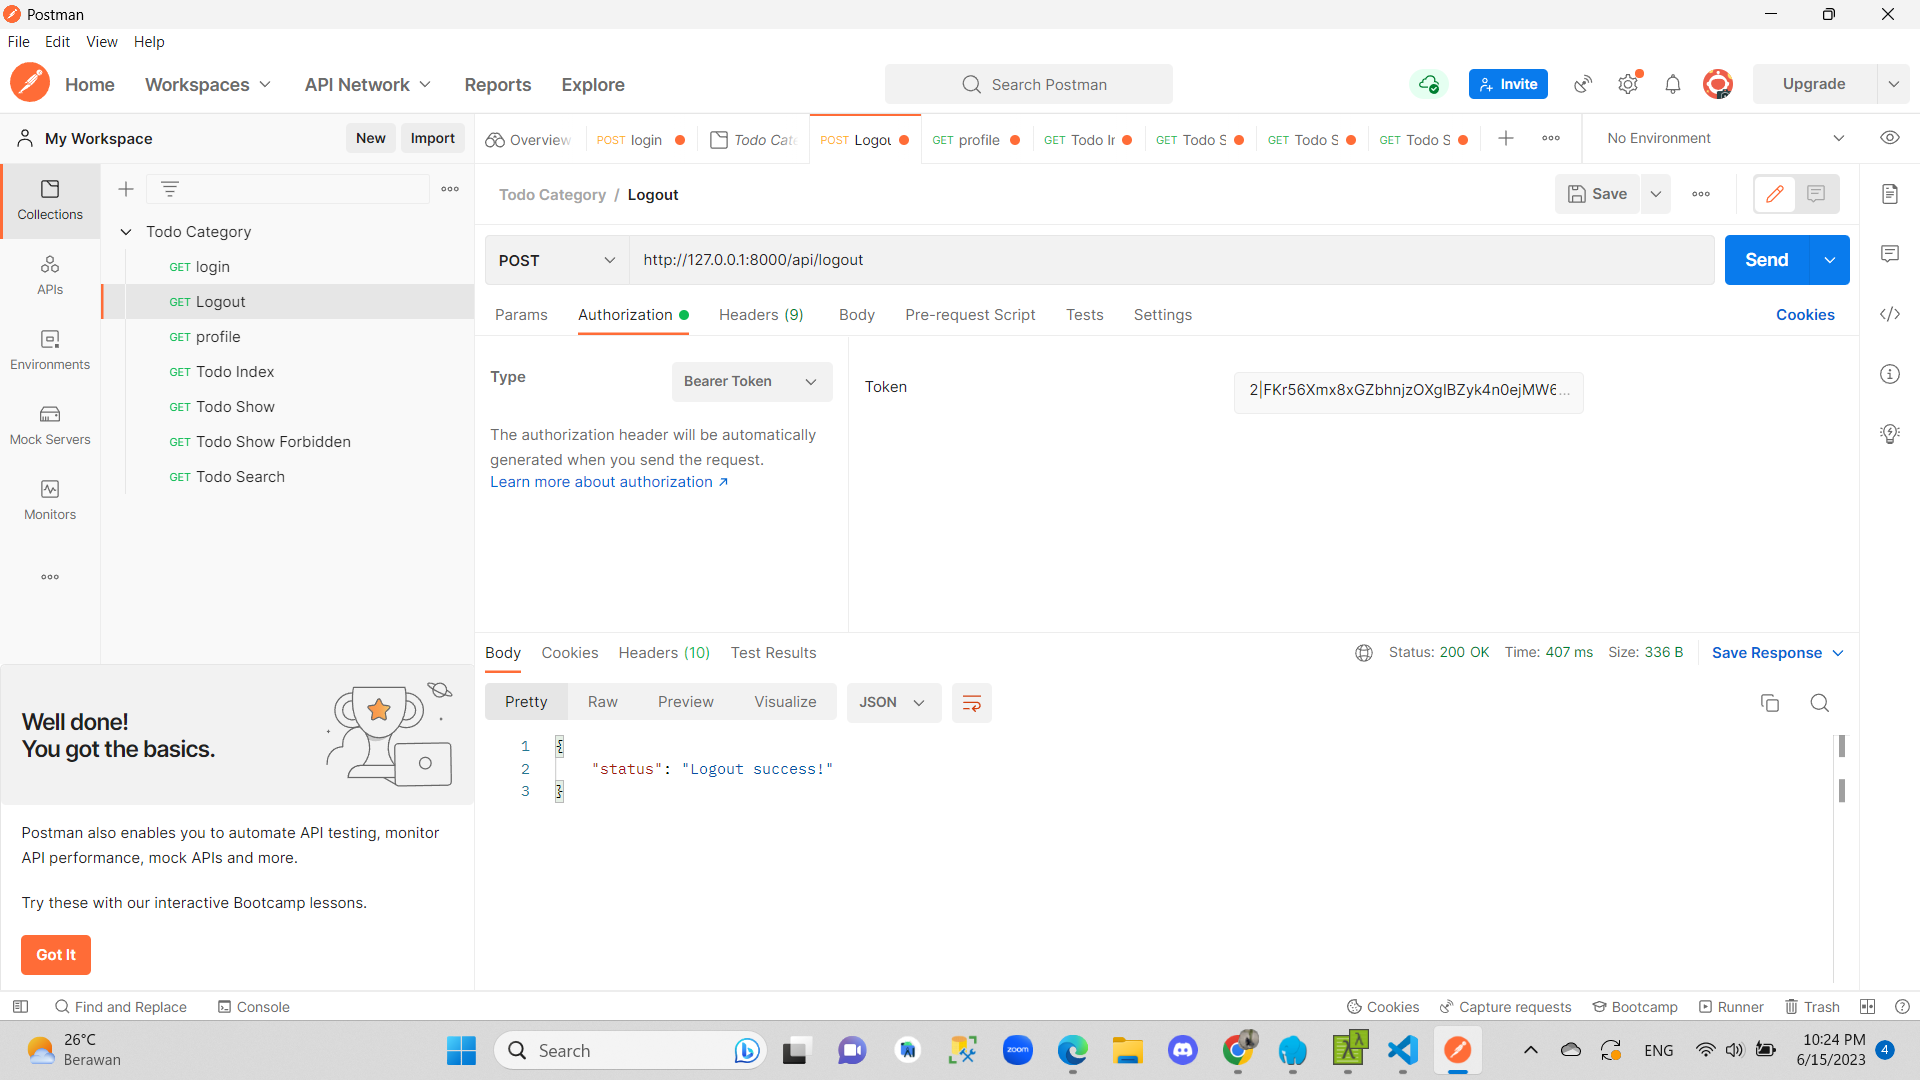 Postman
File Edit View Help
Home Workspaces API Network Reports Explore
Search Postman
Invite
Upgrade
My Workspace
New Import
Overview
POST login
Todo Cate
POST Logou
GET profile
GET Todo Ir
GET Todo S
GET Todo S
GET Todo S
No Environment
Collections
APIs
Environments
Mock Servers
Monitors
Todo Category
GET login
GET Logout
GET profile
GET Todo Index
GET Todo Show
GET Todo Show Forbidden
GET Todo Search
Todo Category / Logout
Save
POST
http://127.0.0.1:8000/api/logout
Send
Params Authorization Headers (9) Body Pre-request Script Tests Settings
Cookies
Type
Bearer Token
The authorization header will be automatically
generated when you send the request.
Learn more about authorization ↗
Token
2|FKr56Xmx8xGZbhnjzOXglBZyk4n0ejMW6...
Body Cookies Headers (10) Test Results
Status: 200 OK Time: 407 ms Size: 336 B
Save Response
Pretty Raw Preview Visualize
JSON
1 {
2 "status": "Logout success!"
3 }
Well done!
You got the basics.
Postman also enables you to automate API testing, monitor
API performance, mock APIs and more.
Try these with our interactive Bootcamp lessons.
Got It
Find and Replace Console
Cookies Capture requests Bootcamp Runner Trash
26°C
Berawan
Search
zoom
ENG
10:24 PM
6/15/2023
4